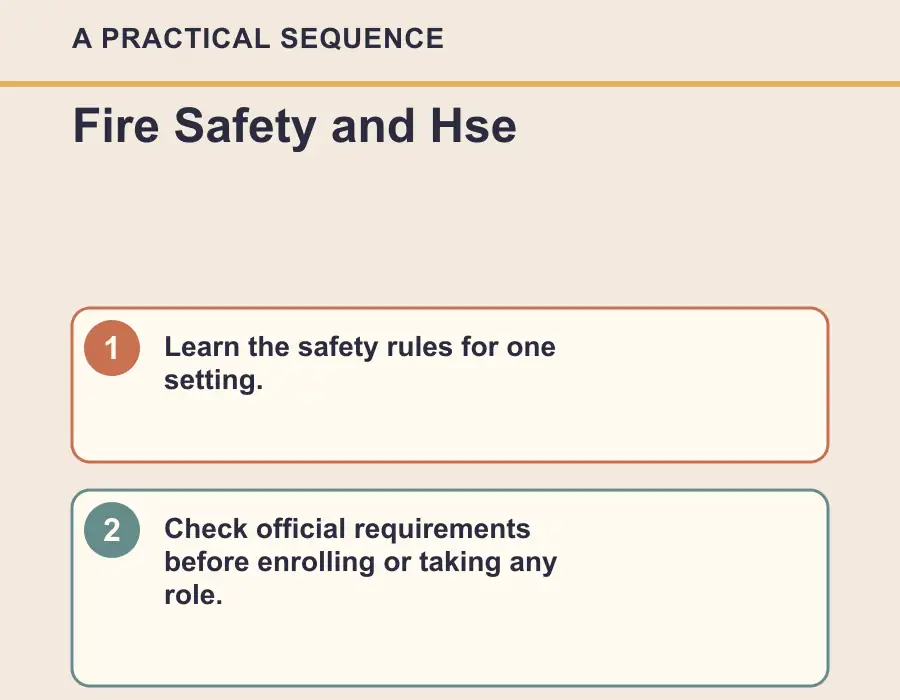 A PRACTICAL SEQUENCE
Fire Safety and Hse
1
Learn the safety rules for one
setting.
2
Check official requirements
before enrolling or taking any
role.